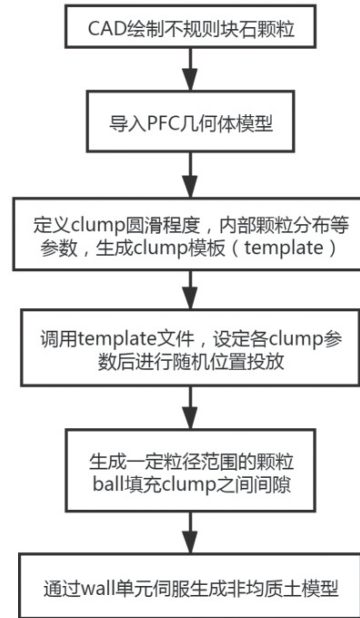 CAD绘制不规则块石颗粒
导入PFC几何体模型
定义clump圆滑程度，内部颗粒分布等
参数，生成clump模板（template）
调用template文件，设定各clump参
数后进行随机位置投放
生成一定粒径范围的颗粒
ball填充clump之间间隙
通过wall单元伺服生成非均质土模型